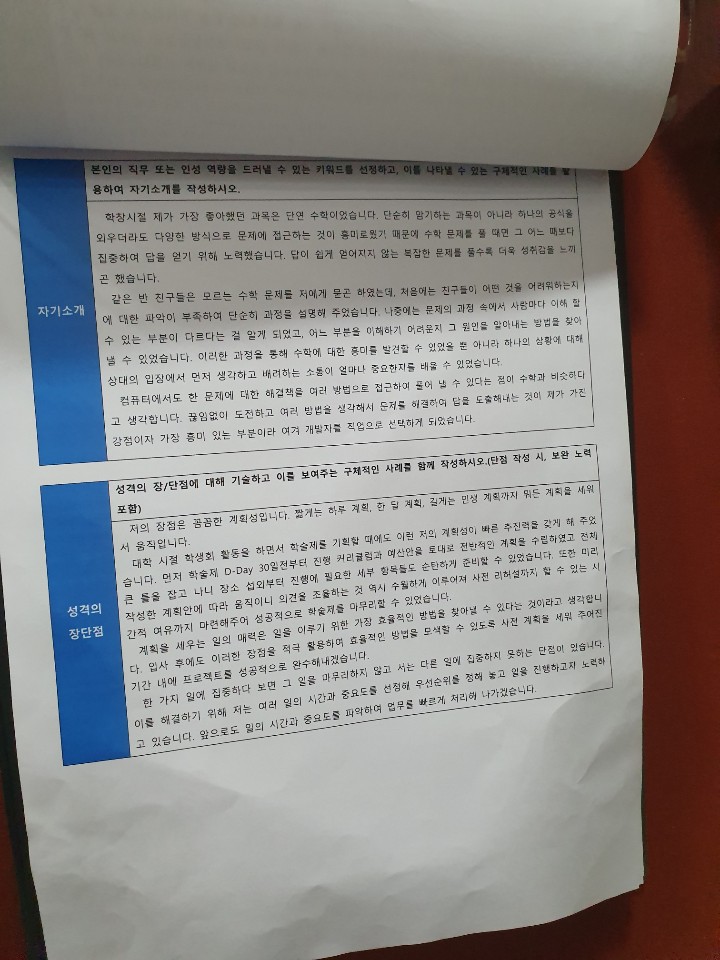 본인의 직무 또는 인성 역량을 드러낼 수 있는 키워드를 선정하고, 이를 나타낼 수 있는 구체적인 사례를 활
용하여 자기소개를 작성하시오.
자기소개
학창시절 제가 가장 좋아했던 과목은 단연 수학이었습니다. 단순히 암기하는 과목이 아니라 하나의 공식을
외우더라도 다양한 방식으로 문제에 접근하는 것이 흥미로웠기 때문에 수학 문제를 풀 때면 그 어느 때보다
집중하여 답을 얻기 위해 노력했습니다. 답이 쉽게 얻어지지 않는 복잡한 문제를 풀수록 더욱 성취감을 느끼
곤 했습니다.
같은 반 친구들은 모르는 수학 문제를 저에게 묻곤 하였는데, 처음에는 친구들이 어떤 것을 어려워하는지
에 대한 파악이 부족하여 단순히 과정을 설명해 주었습니다. 나중에는 문제의 과정 속에서 사람마다 이해 할
수 있는 부분이 다르다는 걸 알게 되었고, 어느 부분을 이해하기 어려운지 그 원인을 알아내는 방법을 찾아
낼 수 있었습니다. 이러한 과정을 통해 수학에 대한 흥미를 발견할 수 있었을 뿐 아니라 하나의 상황에 대해
상대의 입장에서 먼저 생각하고 배려하는 소통이 얼마나 중요한지를 배울 수 있었습니다.
컴퓨터에서도 한 문제에 대한 해결책을 여러 방법으로 접근하여 풀어 낼 수 있다는 점이 수학과 비슷하다
고 생각합니다. 끊임없이 도전하고 여러 방법을 생각해서 문제를 해결하여 답을 도출해내는 것이 제가 가진
강점이자 가장 흥미 있는 부분이라 여겨 개발자를 직업으로 선택하게 되었습니다.
성격의 장/단점에 대해 기술하고 이를 보여주는 구체적인 사례를 함께 작성하시오.(단점 작성 시, 보완 노력
포함)
성격의
장단점
저의 장점은 꼼꼼한 계획성입니다. 짧게는 하루 계획, 한 달 계획, 길게는 인생 계획까지 뭐든 계획을 세워
서 움직입니다.
대학 시절 학생회 활동을 하면서 학술제를 기획할 때에도 이런 저의 계획성이 빠른 추진력을 갖게 해 주었
습니다. 먼저 학술제 D-Day 30일전부터 진행 커리큘럼과 예산안을 토대로 전반적인 계획을 수립하였고 전체
큰 틀을 잡고 나니 장소 섭외부터 진행에 필요한 세부 항목들도 순탄하게 준비할 수 있었습니다. 또한 미리
작성한 계획안에 따라 움직이니 의견을 조율하는 것 역시 수월하게 이루어져 사전 리허설까지 할 수 있는 시
간적 여유까지 마련해주어 성공적으로 학술제를 마무리할 수 있었습니다.
계획을 세우는 일의 매력은 일을 이루기 위한 가장 효율적인 방법을 찾아낼 수 있다는 것이라고 생각합니
다. 입사 후에도 이러한 장점을 적극 활용하여 효율적인 방법을 모색할 수 있도록 사전 계획을 세워 주어진
기간 내에 프로젝트를 성공적으로 완수해내겠습니다.
한 가지 일에 집중하다 보면 그 일을 마무리하지 않고 서는 다른 일에 집중하지 못하는 단점이 있습니다.
이를 해결하기 위해 저는 여러 일의 시간과 중요도를 선정해 우선순위를 정해 놓고 일을 진행하고자 노력하
고 있습니다. 앞으로도 일의 시간과 중요도를 파악하여 업무를 빠르게 처리해 나가겠습니다.